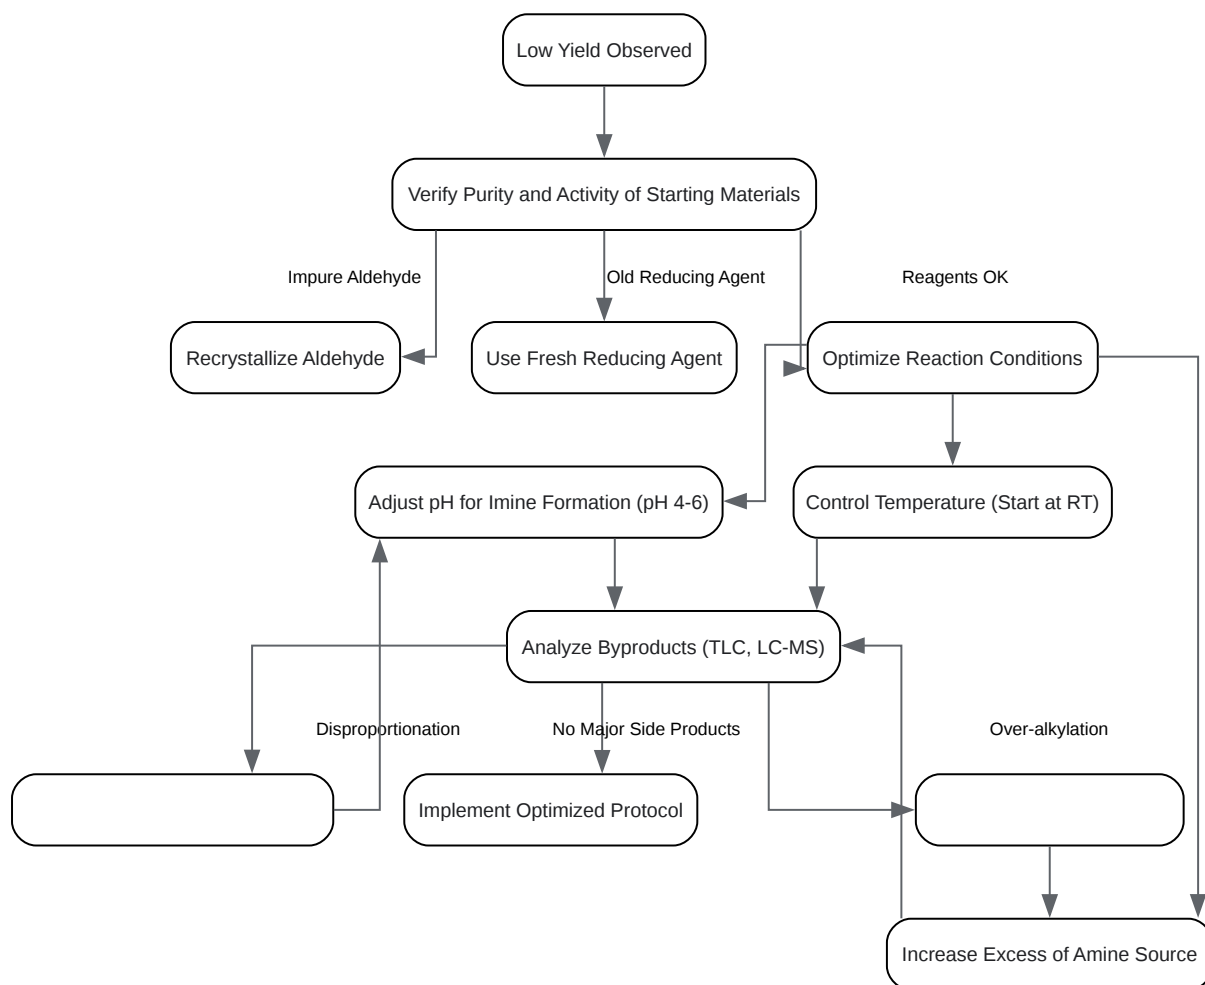 Low Yield Observed
Verify Purity and Activity of Starting Materials
Impure Aldehyde
Old Reducing Agent
Reagents OK
Recrystallize Aldehyde
Use Fresh Reducing Agent
Optimize Reaction Conditions
Adjust pH for Imine Formation (pH 4-6)
Control Temperature (Start at RT)
Analyze Byproducts (TLC, LC-MS)
Disproportionation
No Major Side Products
Over-alkylation
Implement Optimized Protocol
Increase Excess of Amine Source